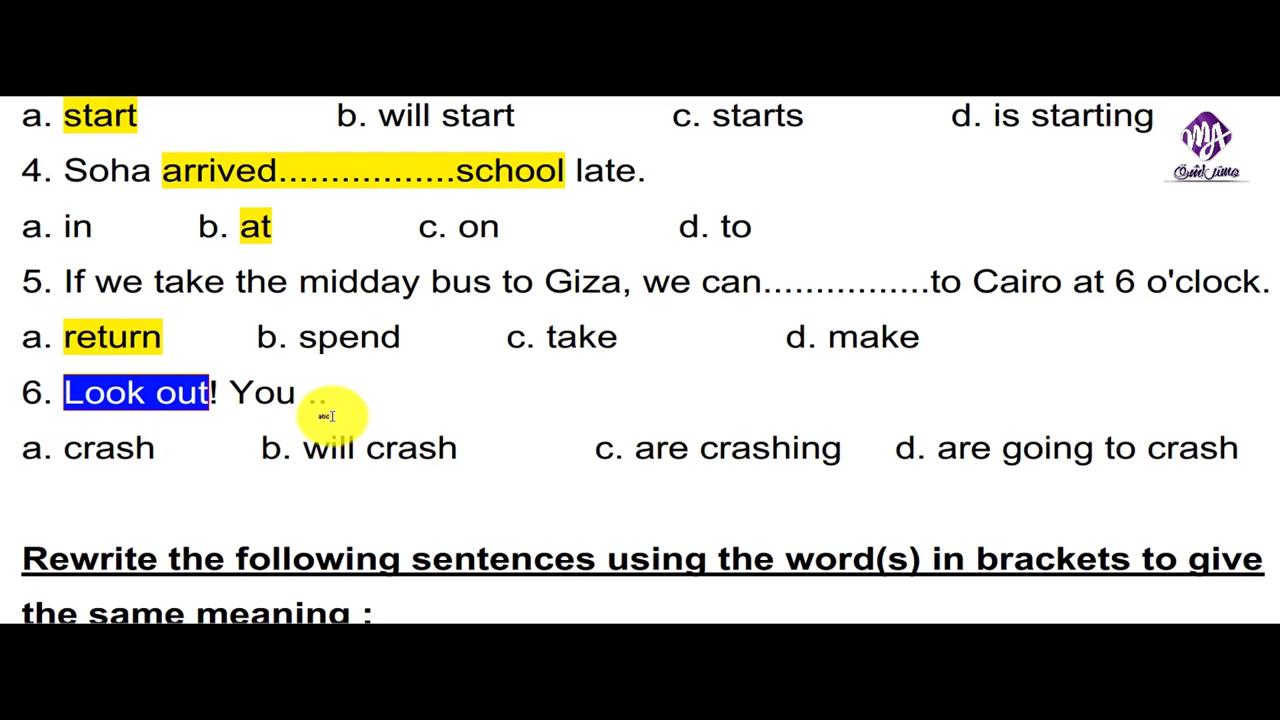 a. start b. will start c. starts d. is starting
4. Soha arrived.................school late.
a. in b. at c. on d. to
5. If we take the midday bus to Giza, we can................to Cairo at 6 o'clock.
a. return b. spend c. take d. make
6. Look out! You ..
a. crash b. will crash c. are crashing d. are going to crash
Rewrite the following sentences using the word(s) in brackets to give
the same meaning :
MA